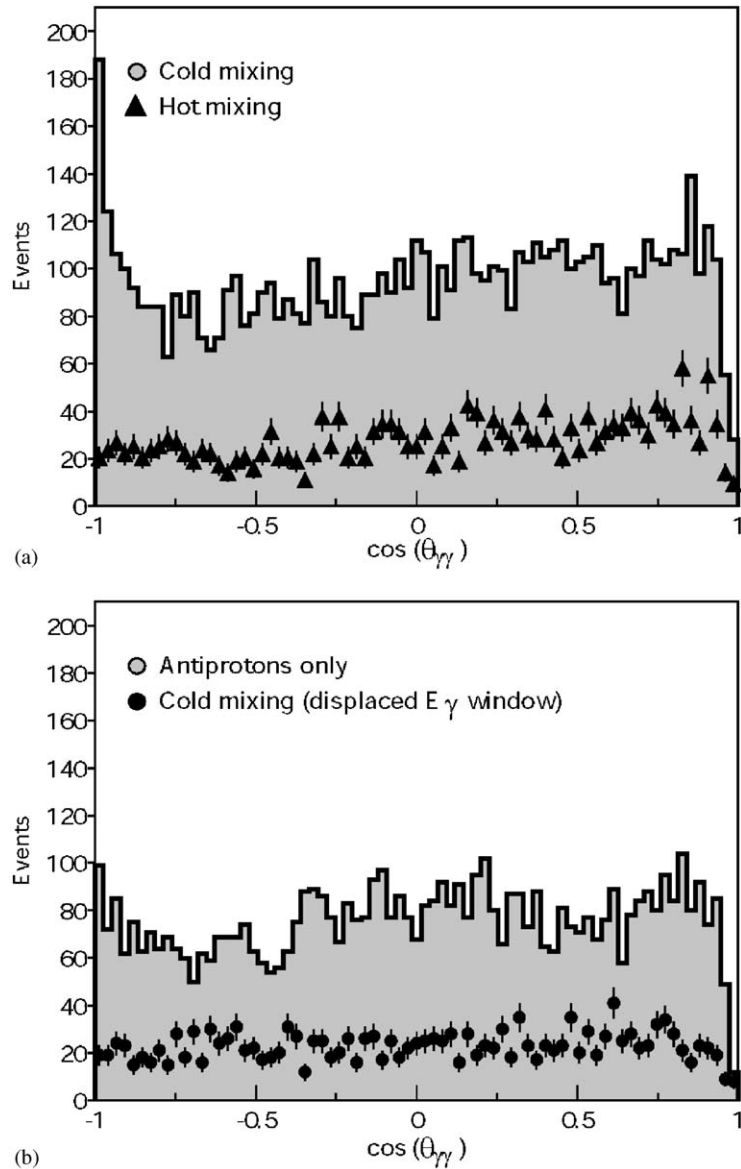 200
180
160
140
120
100
80
60
40
20
0
Events
Cold mixing
Hot mixing
-1 -0.5 0 0.5 1
cos (θγγ)
(a)
200
180
160
140
120
100
80
60
40
20
0
Events
Antiprotons only
Cold mixing (displaced E γ window)
-1 -0.5 0 0.5 1
cos (θγγ)
(b)